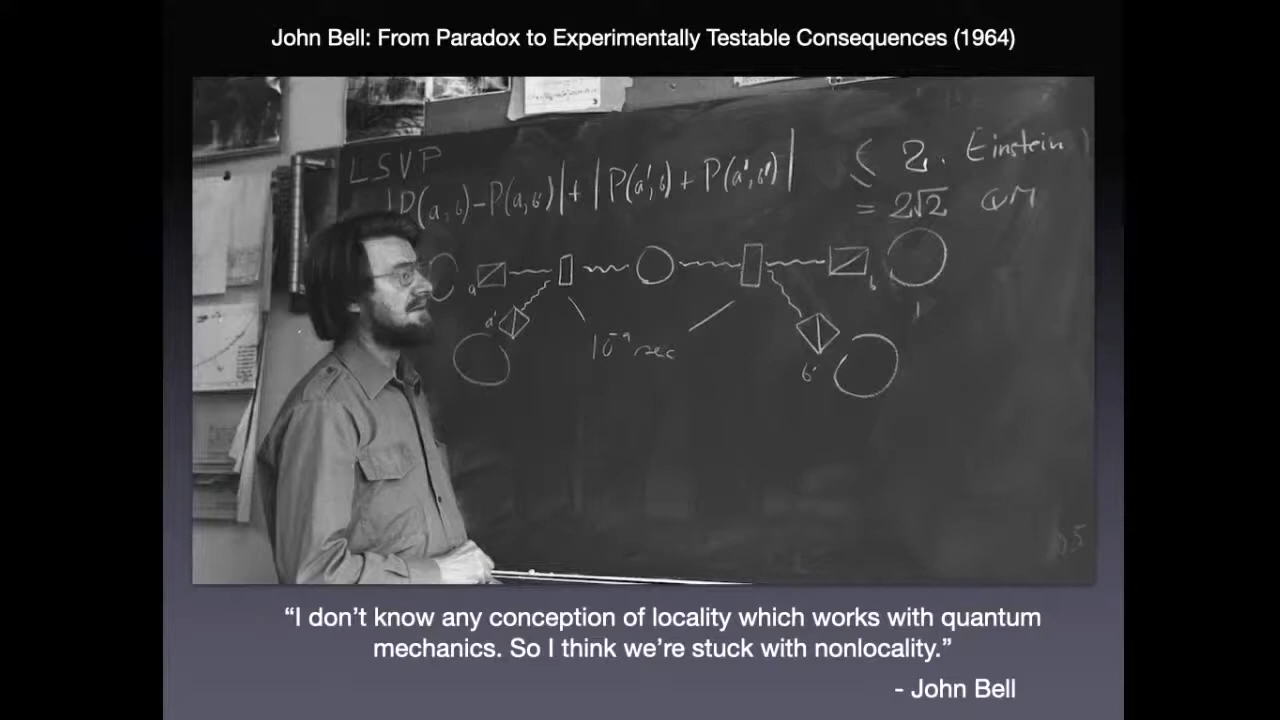 John Bell: From Paradox to Experimentally Testable Consequences (1964)
LSVP
|P(a,b)-P(a,b')|+|P(a',b)+P(a',b')| ≤ 2. Einstein
= 2√2 QM
a
b
a'
10⁻⁹ sec
b'
“I don’t know any conception of locality which works with quantum
mechanics. So I think we’re stuck with nonlocality.”
- John Bell